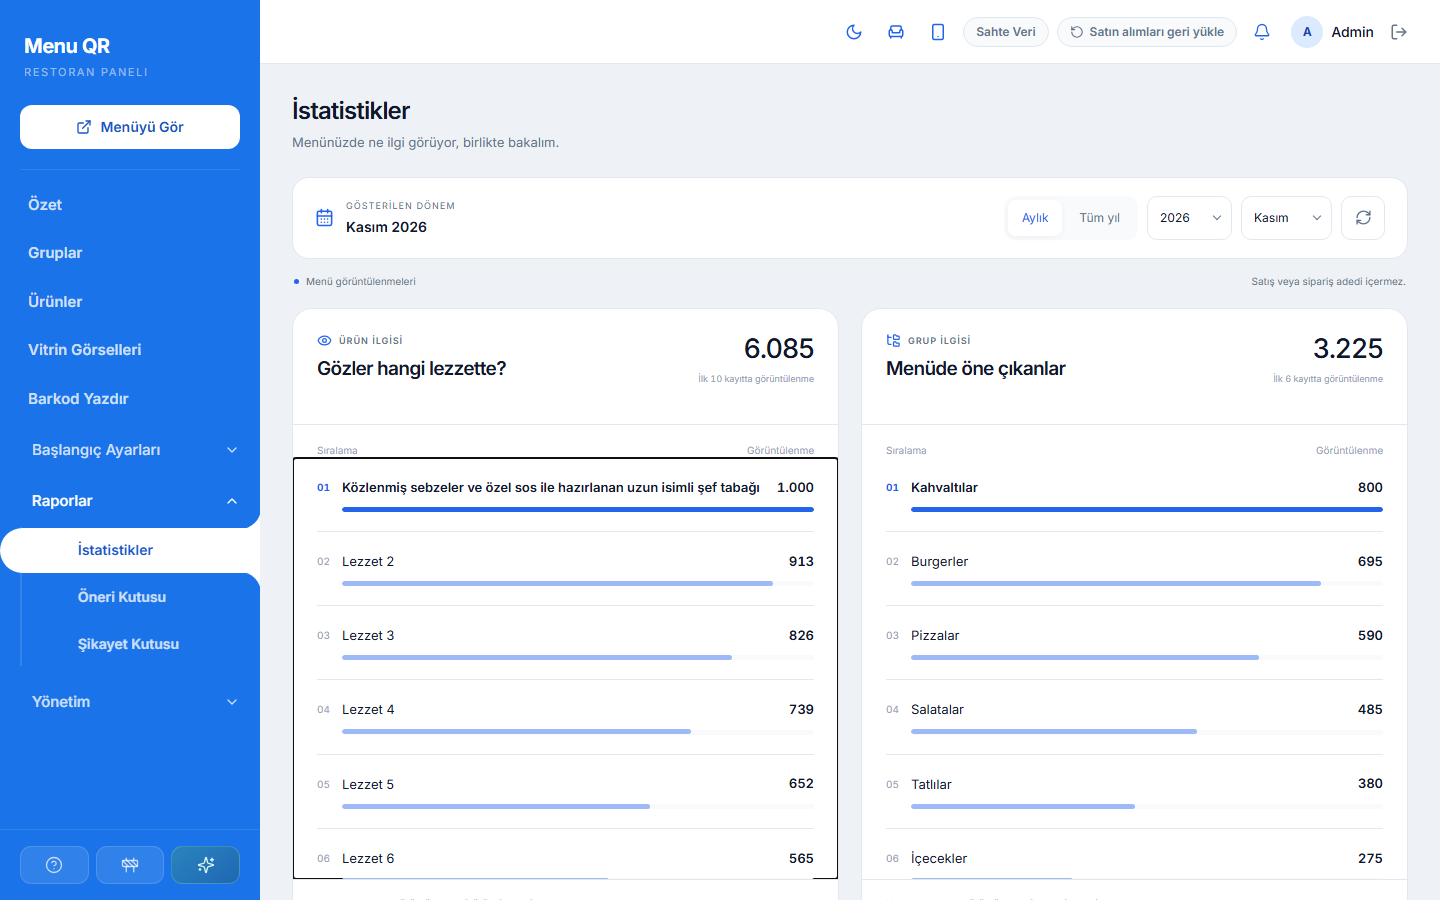 Menu QR
RESTORAN PANELİ
Menüyü Gör
Özet
Gruplar
Ürünler
Vitrin Görselleri
Barkod Yazdır
Başlangıç Ayarları
Raporlar
İstatistikler
Öneri Kutusu
Şikayet Kutusu
Yönetim
Sahte Veri
Satın alımları geri yükle
A
Admin
İstatistikler
Menünüzde ne ilgi görüyor, birlikte bakalım.
GÖSTERİLEN DÖNEM
Kasım 2026
Aylık
Tüm yıl
2026
Kasım
Menü görüntülenmeleri
Satış veya sipariş adedi içermez.
ÜRÜN İLGİSİ
Gözler hangi lezzette?
6.085
İlk 10 kayıtta görüntülenme
Sıralama
Görüntülenme
01 Közlenmiş sebzeler ve özel sos ile hazırlanan uzun isimli şef tabağı 1.000
02 Lezzet 2 913
03 Lezzet 3 826
04 Lezzet 4 739
05 Lezzet 5 652
06 Lezzet 6 565
GRUP İLGİSİ
Menüde öne çıkanlar
3.225
İlk 6 kayıtta görüntülenme
Sıralama
Görüntülenme
01 Kahvaltılar 800
02 Burgerler 695
03 Pizzalar 590
04 Salatalar 485
05 Tatlılar 380
06 İçecekler 275